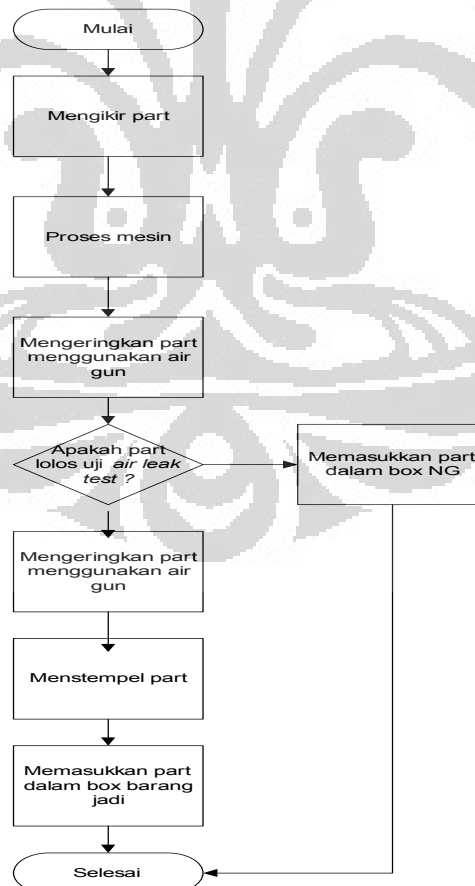 Mulai
Mengikir part
Proses mesin
Mengeringkan part
menggunakan air
gun
Apakah part
lolos uji air leak
test ?
Memasukkan part
dalam box NG
Mengeringkan part
menggunakan air
gun
Menstempel part
Memasukkan part
dalam box barang
jadi
Selesai